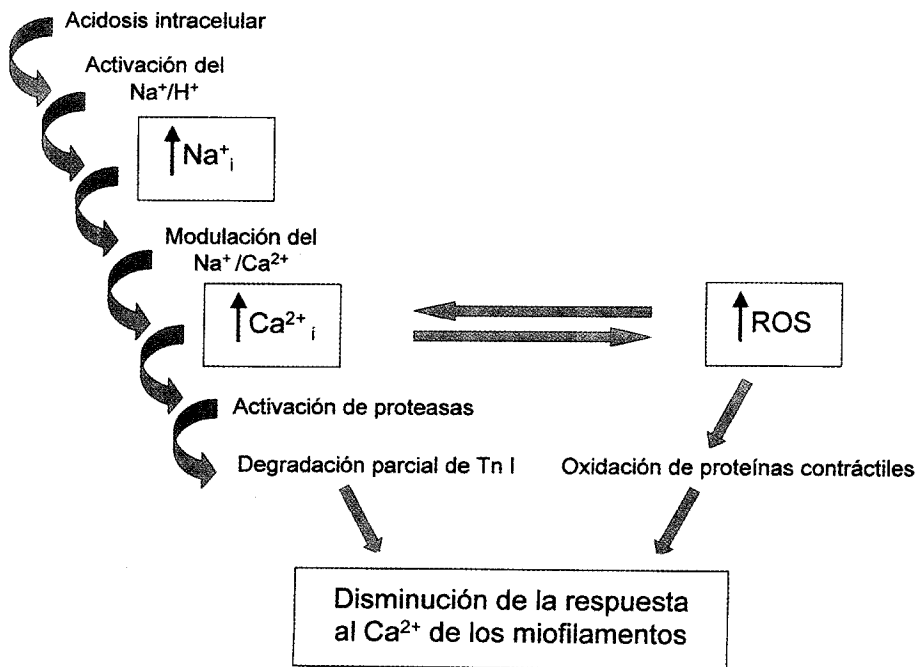 Acidosis intracelular
Activación del
Na⁺/H⁺
↑Na⁺ᵢ
Modulación del
Na⁺/Ca²⁺
↑Ca²⁺ᵢ
↑ROS
Activación de proteasas
Degradación parcial de Tn I
Oxidación de proteínas contráctiles
Disminución de la respuesta
al Ca²⁺ de los miofilamentos